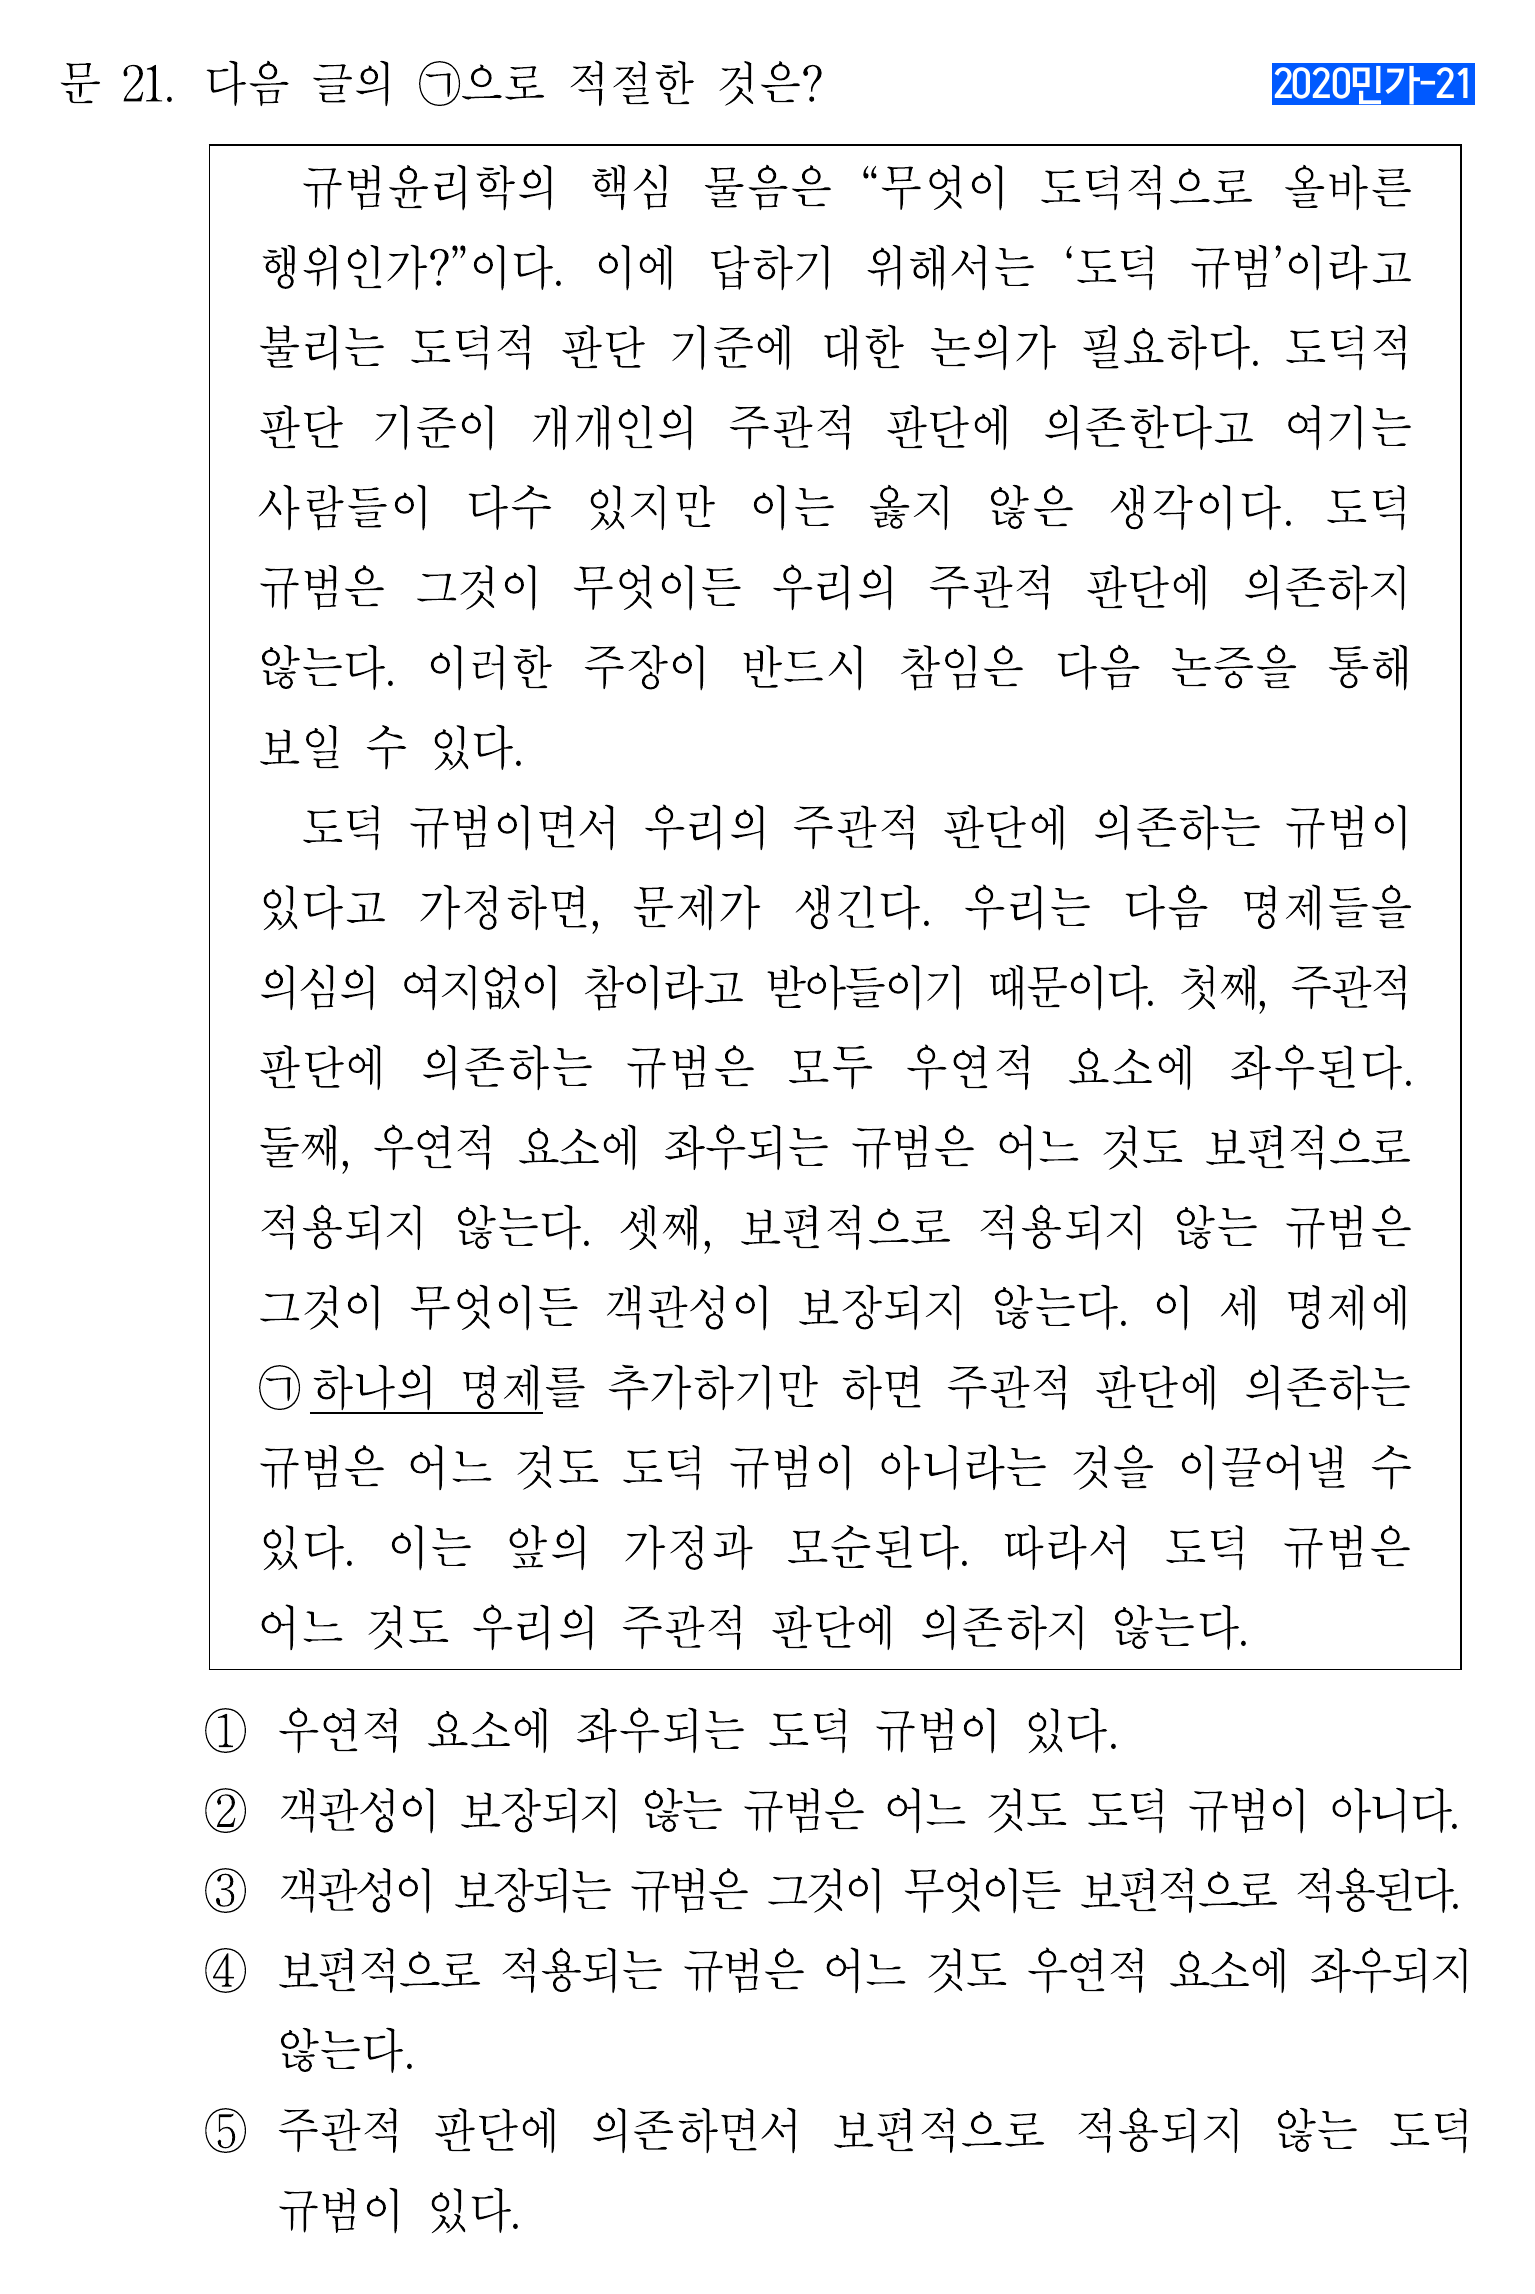 문 21. 다음 글의 ㉠으로 적절한 것은?
2020민가-21
규범윤리학의 핵심 물음은 “무엇이 도덕적으로 올바른
행위인가?”이다. 이에 답하기 위해서는 ‘도덕 규범’이라고
불리는 도덕적 판단 기준에 대한 논의가 필요하다. 도덕적
판단 기준이 개개인의 주관적 판단에 의존한다고 여기는
사람들이 다수 있지만 이는 옳지 않은 생각이다. 도덕
규범은 그것이 무엇이든 우리의 주관적 판단에 의존하지
않는다. 이러한 주장이 반드시 참임은 다음 논증을 통해
보일 수 있다.
도덕 규범이면서 우리의 주관적 판단에 의존하는 규범이
있다고 가정하면, 문제가 생긴다. 우리는 다음 명제들을
의심의 여지없이 참이라고 받아들이기 때문이다. 첫째, 주관적
판단에 의존하는 규범은 모두 우연적 요소에 좌우된다.
둘째, 우연적 요소에 좌우되는 규범은 어느 것도 보편적으로
적용되지 않는다. 셋째, 보편적으로 적용되지 않는 규범은
그것이 무엇이든 객관성이 보장되지 않는다. 이 세 명제에
㉠하나의 명제를 추가하기만 하면 주관적 판단에 의존하는
규범은 어느 것도 도덕 규범이 아니라는 것을 이끌어낼 수
있다. 이는 앞의 가정과 모순된다. 따라서 도덕 규범은
어느 것도 우리의 주관적 판단에 의존하지 않는다.
① 우연적 요소에 좌우되는 도덕 규범이 있다.
② 객관성이 보장되지 않는 규범은 어느 것도 도덕 규범이 아니다.
③ 객관성이 보장되는 규범은 그것이 무엇이든 보편적으로 적용된다.
④ 보편적으로 적용되는 규범은 어느 것도 우연적 요소에 좌우되지
않는다.
⑤ 주관적 판단에 의존하면서 보편적으로 적용되지 않는 도덕
규범이 있다.